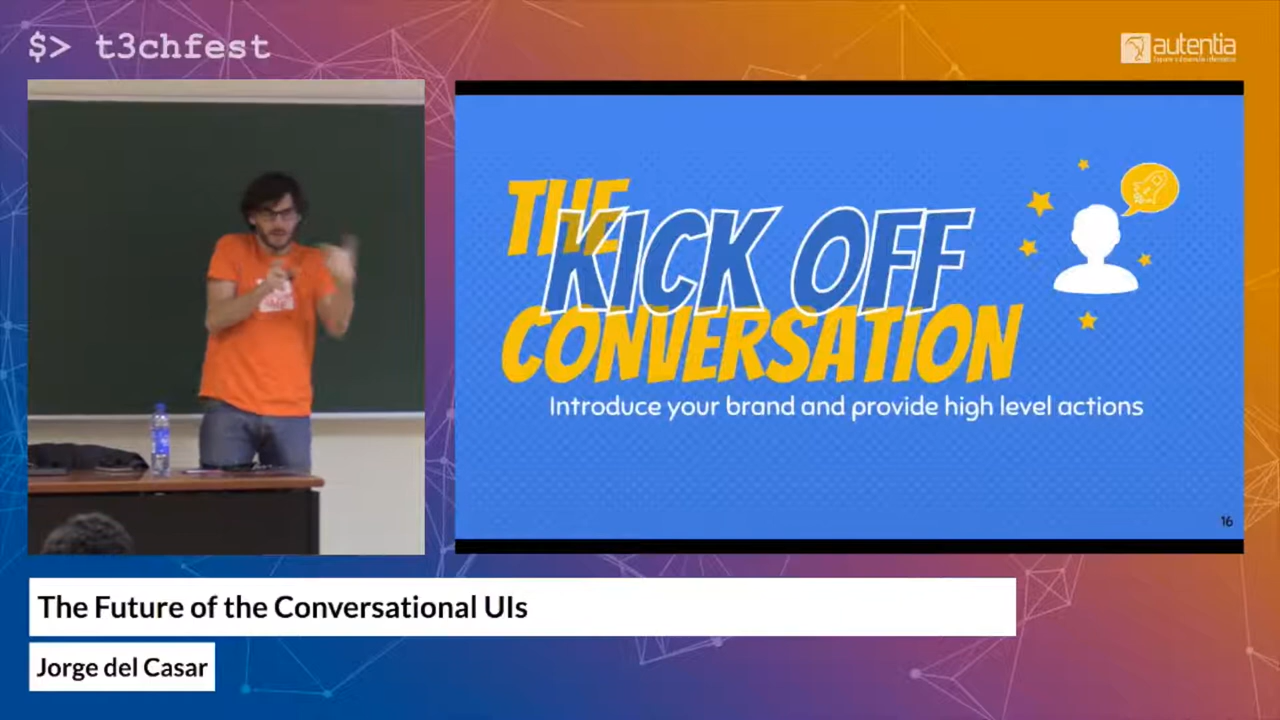 $> t3chfest
autentia
THE
KICK OFF
CONVERSATION
Introduce your brand and provide high level actions
16
The Future of the Conversational UIs
Jorge del Casar